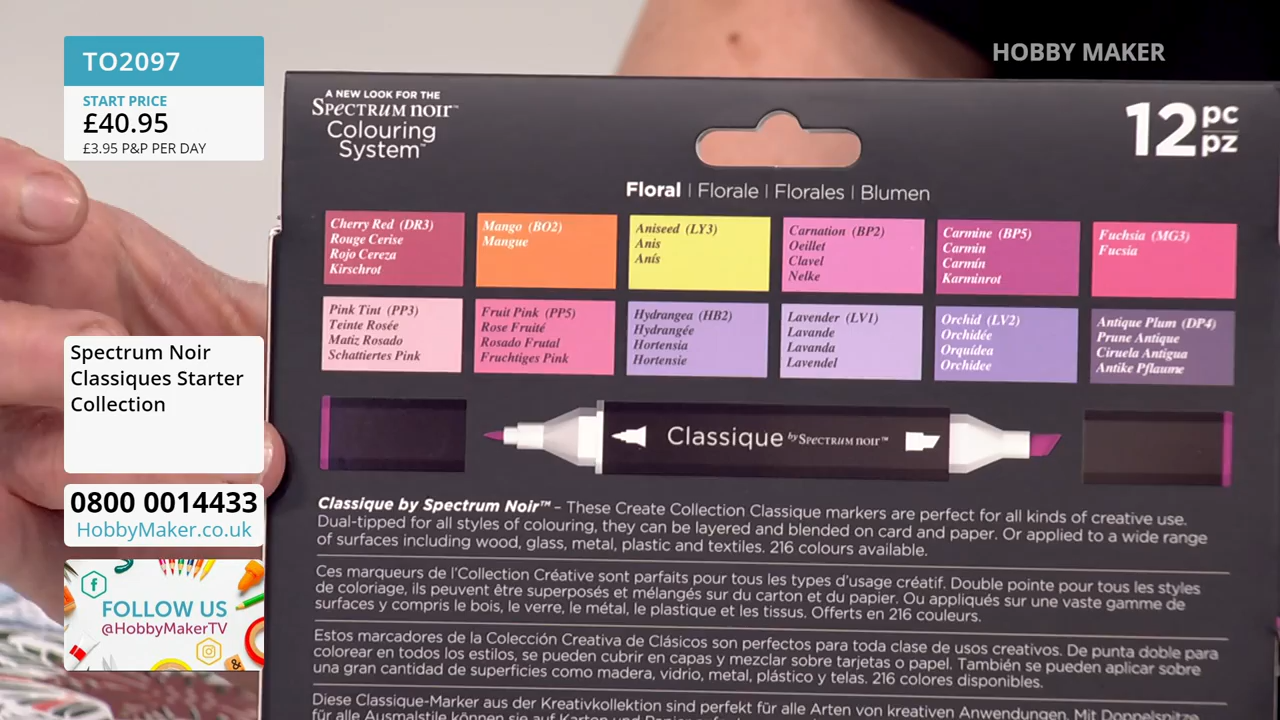 TO2097
START PRICE
£40.95
£3.95 P&P PER DAY
HOBBY MAKER
A NEW LOOK FOR THE
SPECTRUM NOIR™
Colouring
System™
12 pc
pz
Floral | Florale | Florales | Blumen
Cherry Red (DR3)
Rouge Cerise
Rojo Cereza
Kirschrot
Mango (BO2)
Mangue
Aniseed (LY3)
Anis
Anís
Carnation (BP2)
Oeillet
Clavel
Nelke
Carmine (BP5)
Carmin
Carmín
Karminrot
Fuchsia (MG3)
Fucsia
Pink Tint (PP3)
Teinte Rosée
Matiz Rosado
Schattiertes Pink
Fruit Pink (PP5)
Rose Fruité
Rosado Frutal
Fruchtiges Pink
Hydrangea (HB2)
Hydrangée
Hortensia
Hortensie
Lavender (LV1)
Lavande
Lavanda
Lavendel
Orchid (LV2)
Orchidée
Orquídea
Orchidee
Antique Plum (DP4)
Prune Antique
Ciruela Antigua
Antike Pflaume
Classique by SPECTRUM NOIR™
Classique by Spectrum Noir™ – These Create Collection Classique markers are perfect for all kinds of creative use.
Dual-tipped for all styles of colouring, they can be layered and blended on card and paper. Or applied to a wide range
of surfaces including wood, glass, metal, plastic and textiles. 216 colours available.
Ces marqueurs de l'Collection Créative sont parfaits pour tous les types d'usage créatif. Double pointe pour tous les styles
de coloriage, ils peuvent être superposés et mélangés sur du carton et du papier. Ou appliqués sur une vaste gamme de
surfaces y compris le bois, le verre, le métal, le plastique et les tissus. Offerts en 216 couleurs.
Estos marcadores de la Colección Creativa de Clásicos son perfectos para toda clase de usos creativos. De punta doble para
colorear en todos los estilos, se pueden cubrir en capas y mezclar sobre tarjetas o papel. También se pueden aplicar sobre
una gran cantidad de superficies como madera, vidrio, metal, plástico y telas. 216 colores disponibles.
Diese Classique-Marker aus der Kreativkollektion sind perfekt für alle Arten von kreativen Anwendungen. Mit Doppelspitze
für alle Ausmalstile können sie auf Karton und
Spectrum Noir
Classiques Starter
Collection
0800 0014433
HobbyMaker.co.uk
FOLLOW US
@HobbyMakerTV